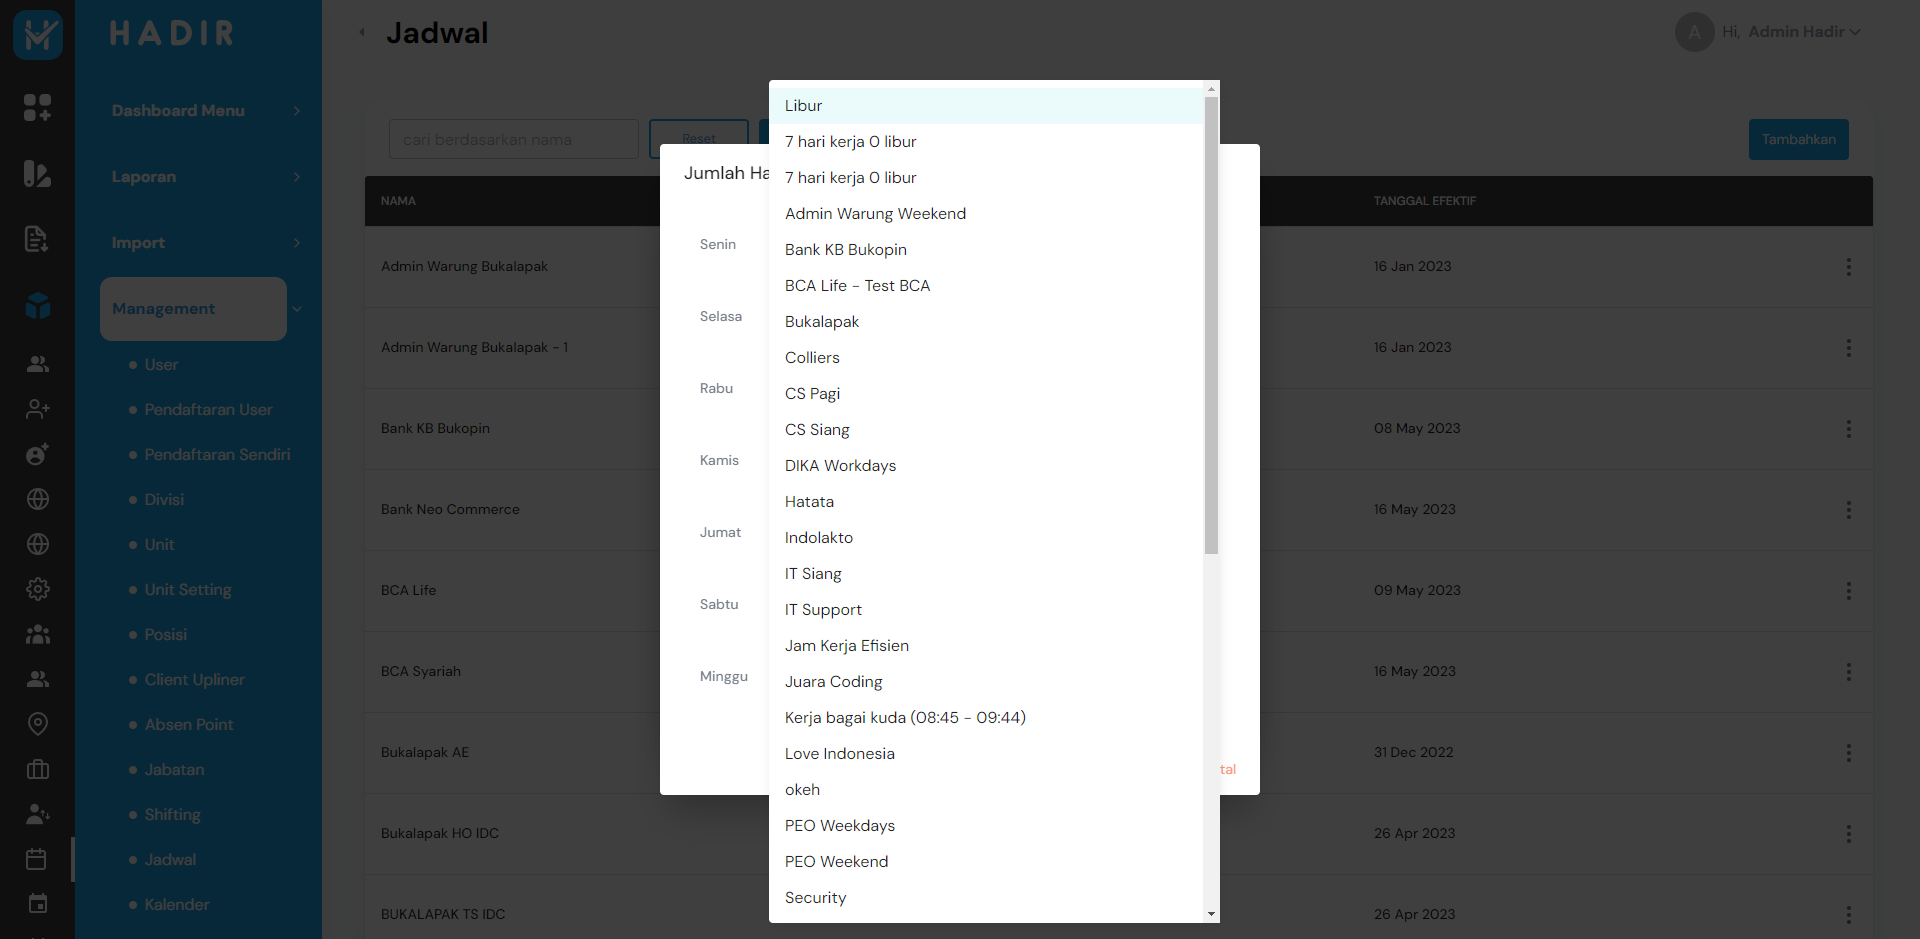 HADIR
Jadwal
A
Hi, Admin Hadir
Dashboard Menu
Laporan
Import
Management
User
Pendaftaran User
Pendaftaran Sendiri
Divisi
Unit
Unit Setting
Posisi
Client Upliner
Absen Point
Jabatan
Shifting
Jadwal
Kalender
cari berdasarkan nama
Reset
Tambahkan
NAMA
TANGGAL EFEKTIF
Admin Warung Bukalapak
16 Jan 2023
Admin Warung Bukalapak - 1
16 Jan 2023
Bank KB Bukopin
08 May 2023
Bank Neo Commerce
16 May 2023
BCA Life
09 May 2023
BCA Syariah
16 May 2023
Bukalapak AE
31 Dec 2022
Bukalapak HO IDC
26 Apr 2023
BUKALAPAK TS IDC
26 Apr 2023
Jumlah Ha
Senin
Selasa
Rabu
Kamis
Jumat
Sabtu
Minggu
tal
Libur
7 hari kerja 0 libur
7 hari kerja 0 libur
Admin Warung Weekend
Bank KB Bukopin
BCA Life - Test BCA
Bukalapak
Colliers
CS Pagi
CS Siang
DIKA Workdays
Hatata
Indolakto
IT Siang
IT Support
Jam Kerja Efisien
Juara Coding
Kerja bagai kuda (08:45 - 09:44)
Love Indonesia
okeh
PEO Weekdays
PEO Weekend
Security